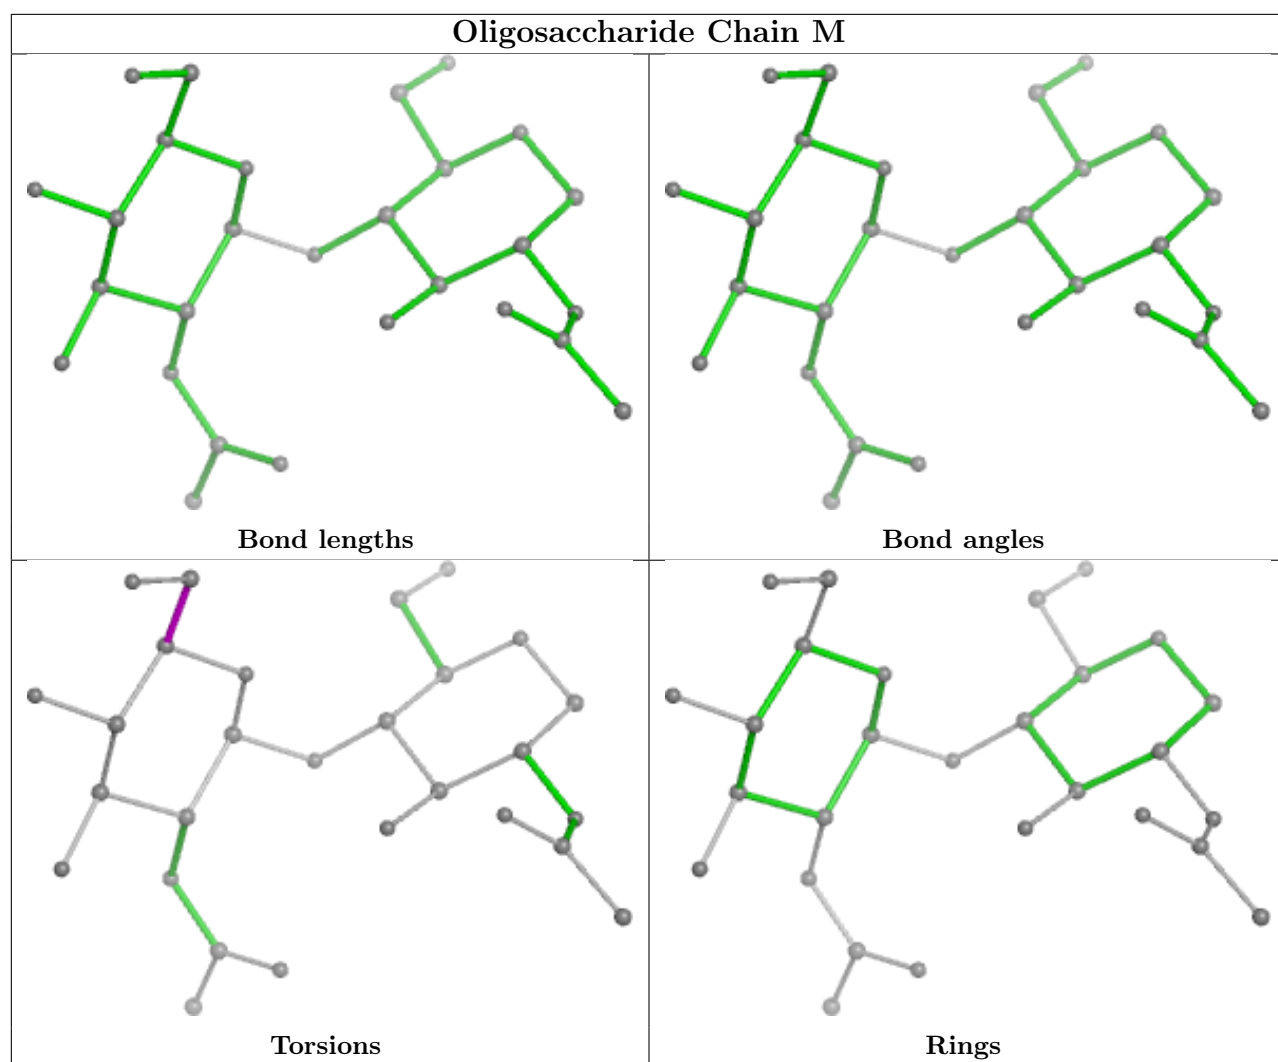 Oligosaccharide Chain M
Bond lengths
Bond angles
Torsions
Rings